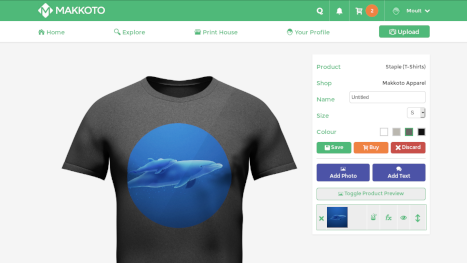 MAKKOTO
2
Moult
Home
Explore
Print House
Your Profile
Upload
Product
Staple (T-Shirts)
Shop
Makkoto Apparel
Name
Untitled
Size
S
Colour
Save
Buy
Discard
Add Photo
Add Text
Toggle Product Preview
fx